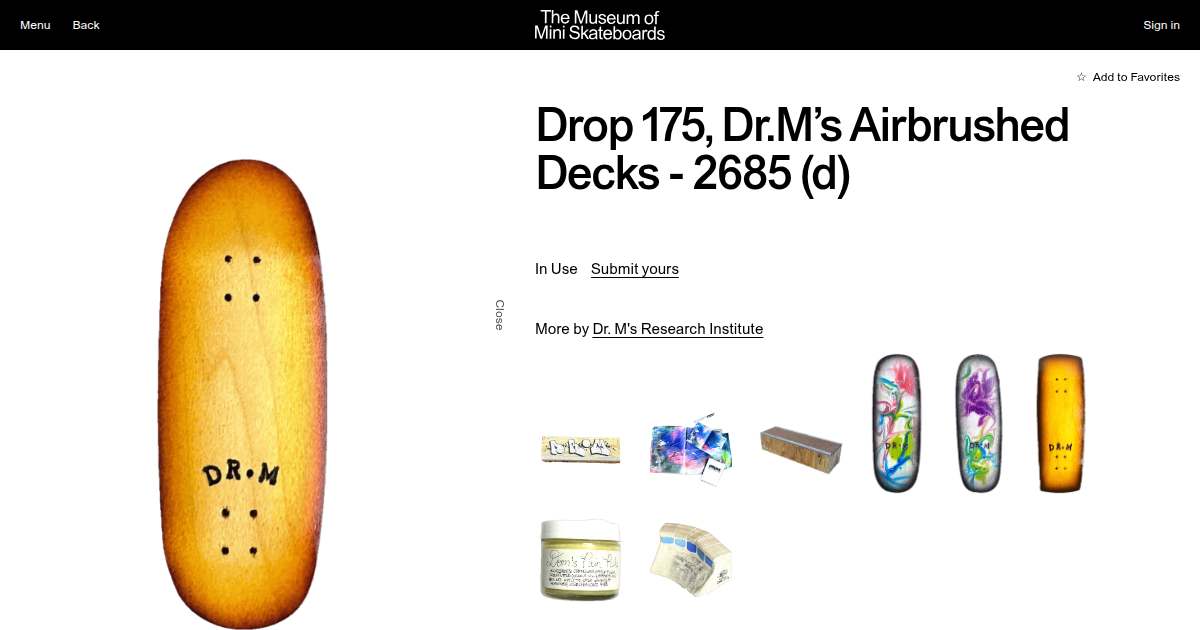 Menu
Back
The Museum of
Mini Skateboards
Sign in
☆ Add to Favorites
Drop 175, Dr.M’s Airbrushed
Decks - 2685 (d)
In Use
Submit yours
Close
More by Dr. M's Research Institute
DR•M
DR•M